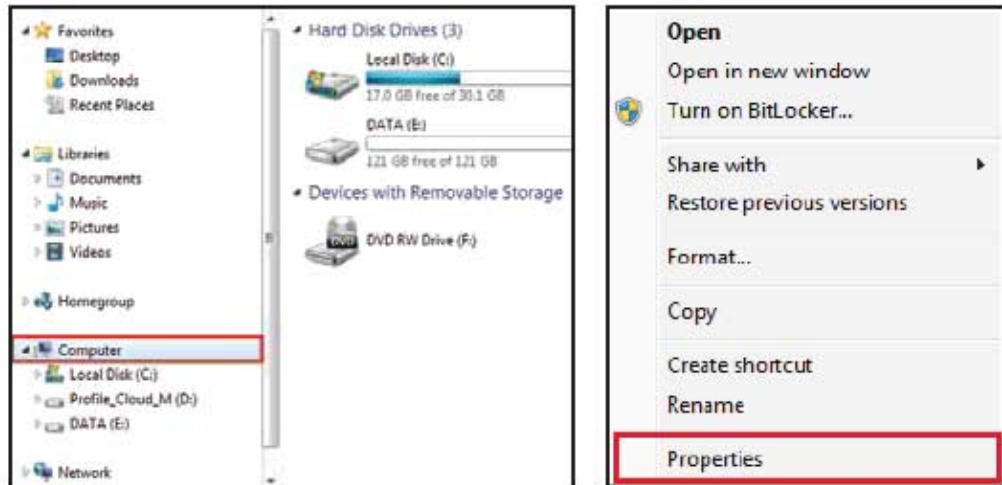 Favorites
Desktop
Downloads
Recent Places
Libraries
Documents
Music
Pictures
Videos
Homegroup
Computer
Local Disk (C:)
Profile_Cloud_M (D:)
DATA (E:)
Network
Hard Disk Drives (3)
Local Disk (C:)
17.0 GB free of 30.1 GB
DATA (E:)
121 GB free of 121 GB
Devices with Removable Storage
DVD
DVD RW Drive (F:)
Open
Open in new window
Turn on BitLocker...
Share with
Restore previous versions
Format...
Copy
Create shortcut
Rename
Properties